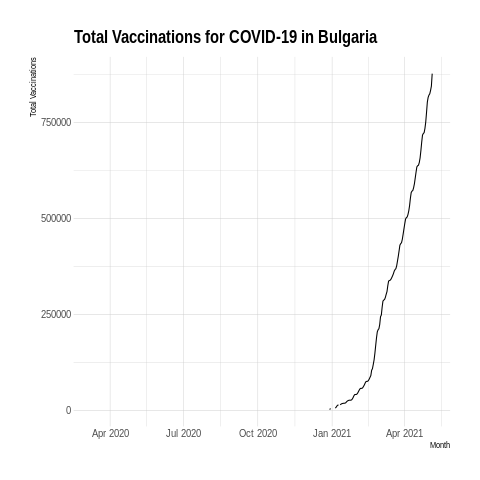 Total Vaccinations for COVID-19 in Bulgaria
Total Vaccinations
750000
500000
250000
0
Apr 2020 Jul 2020 Oct 2020 Jan 2021 Apr 2021
Month